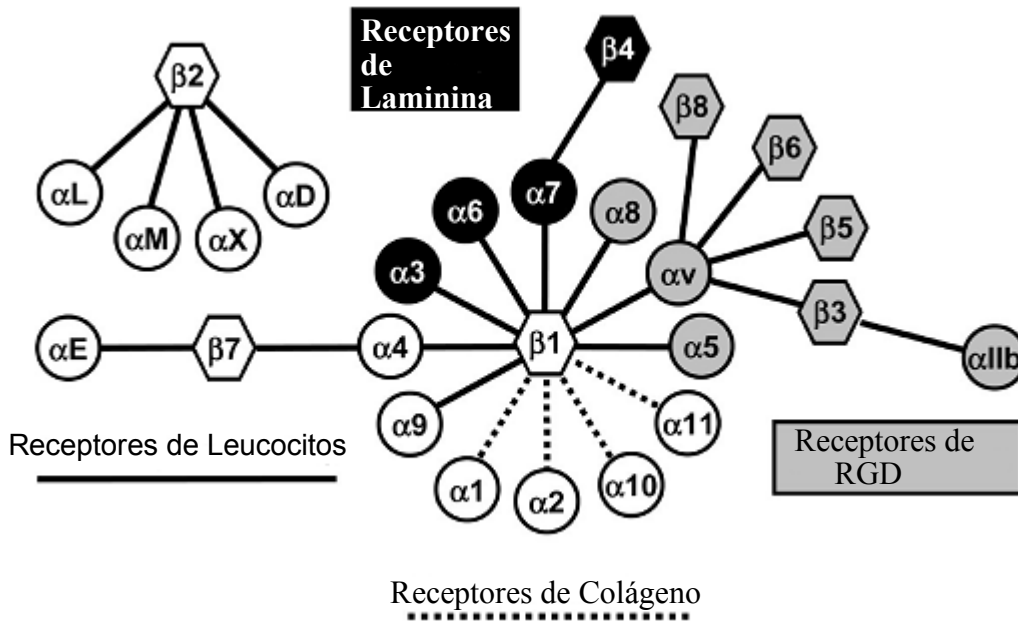 Receptores
de
Laminina
β4
β2
β8
β6
αL
αD
α7
α6
α8
αM
αX
β5
α3
αv
β3
αE
β7
α4
β1
α5
αIIb
α9
α11
Receptores de Leucocitos
Receptores de
RGD
α1
α2
α10
Receptores de Colágeno